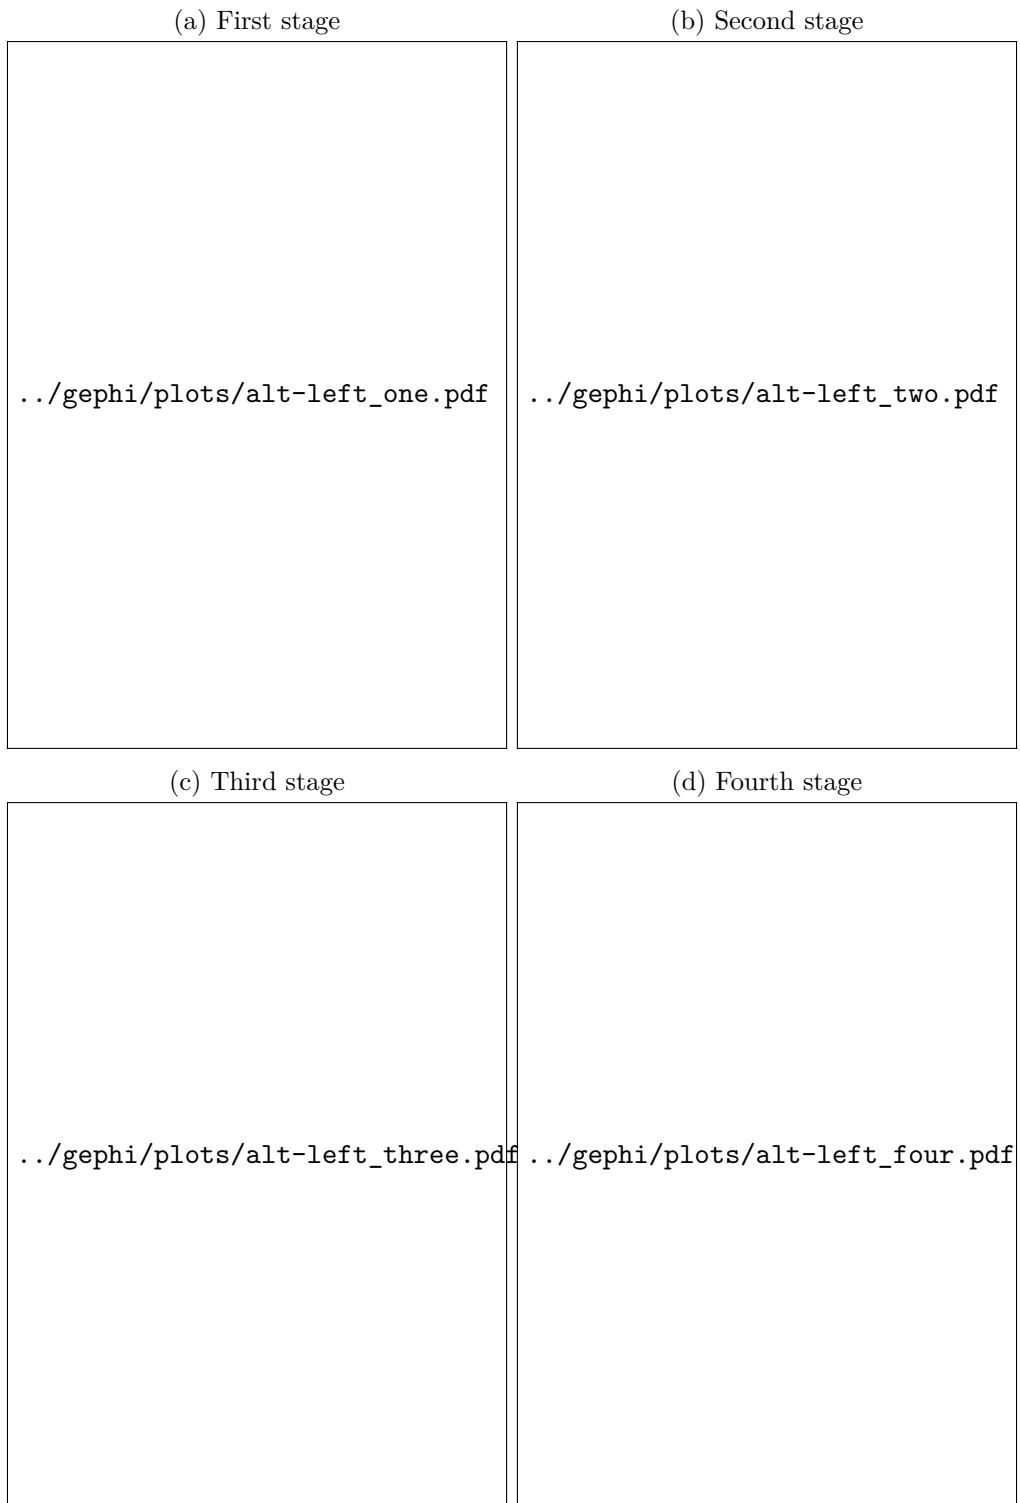 (a) First stage
(b) Second stage
../gephi/plots/alt-left_one.pdf
../gephi/plots/alt-left_two.pdf
(c) Third stage
(d) Fourth stage
../gephi/plots/alt-left_three.pdf
../gephi/plots/alt-left_four.pdf